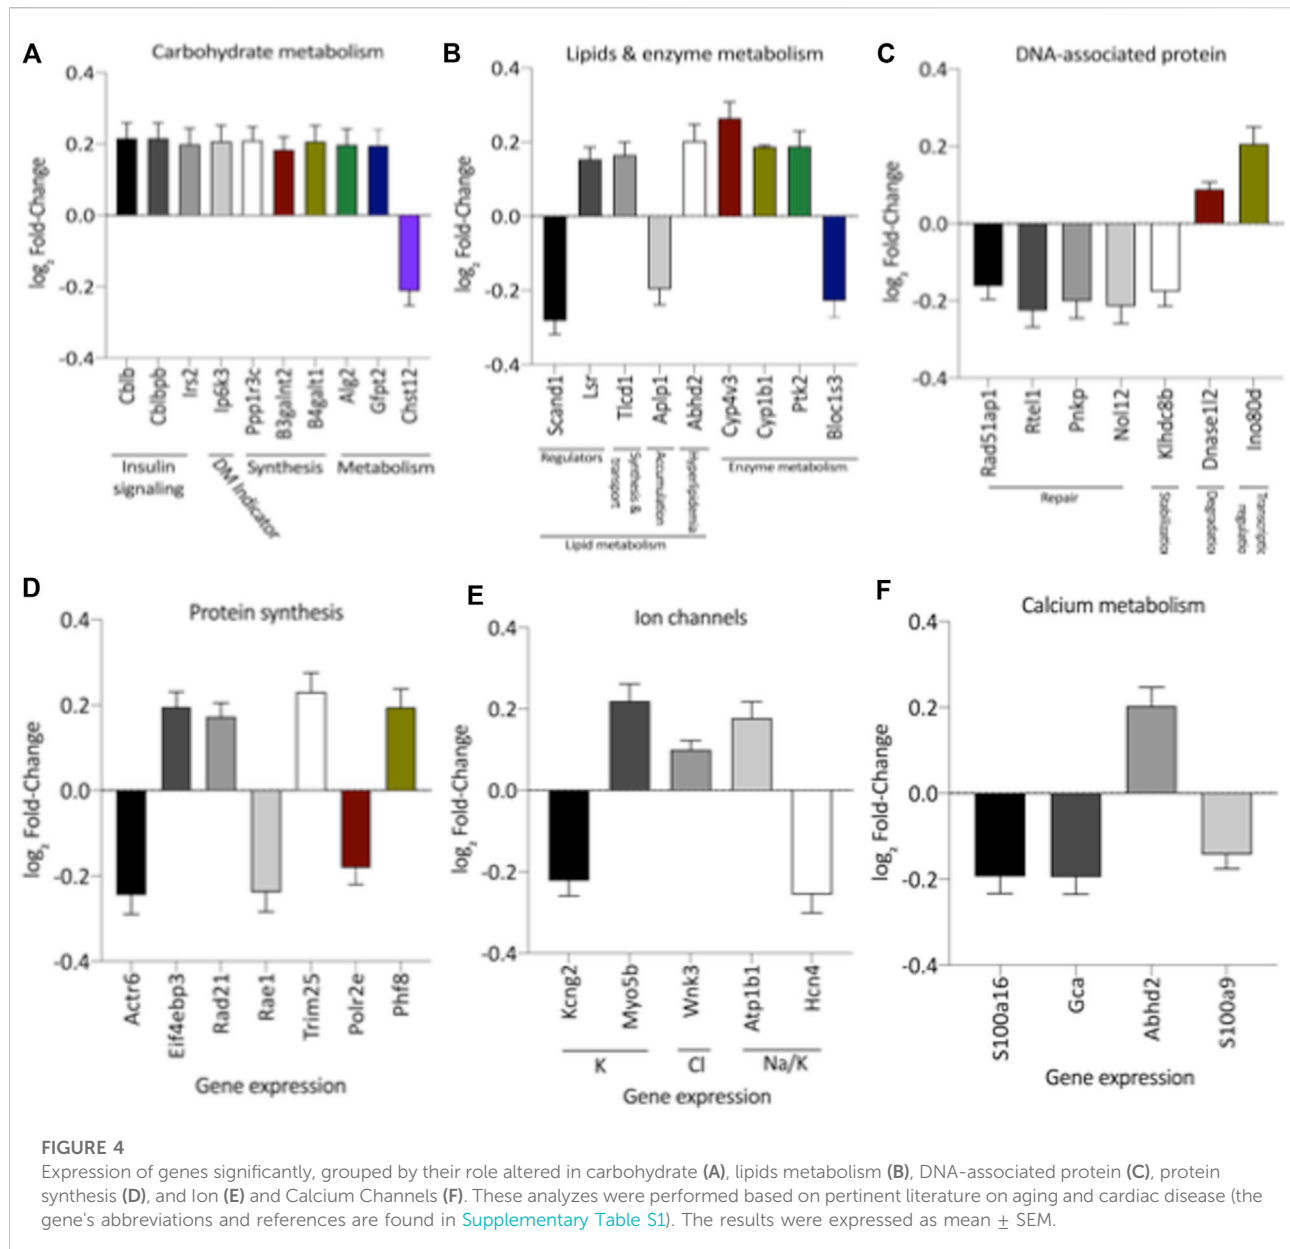 A
Carbohydrate metabolism
log2 Fold-Change
0.4
0.2
0.0
-0.2
-0.4
Cblb
Cblbpb
Irs2
Ip6k3
Ppp1r3c
B3galnt2
B4galt1
Alg2
Gfpt2
Chst12
Insulin
signaling
DM Indicator
Synthesis
Metabolism
B
Lipids & enzyme metabolism
log2 Fold-Change
0.4
0.2
0.0
-0.2
-0.4
Scand1
Lsr
Tlcd1
Aplp1
Abhd2
Cyp4v3
Cyp1b1
Ptk2
Bloc1s3
Regulators
Synthesis &
transport
Accumulation
Hyperlipidemia
Enzyme metabolism
Lipid metabolism
C
DNA-associated protein
log2 Fold-Change
0.4
0.2
0.0
-0.2
-0.4
Rad51ap1
Rtel1
Pnkp
Nol12
Klhdc8b
Dnase1l2
Ino80d
Repair
Stabilizatior
Degradatior
Transcriptic
regulatio
D
Protein synthesis
log2 Fold-Change
0.4
0.2
0.0
-0.2
-0.4
Actr6
Eif4ebp3
Rad21
Rae1
Trim25
Polr2e
Phf8
Gene expression
E
Ion channels
log2 Fold-Change
0.4
0.2
0.0
-0.2
-0.4
Kcng2
Myo5b
Wnk3
Atp1b1
Hcn4
K
Cl
Na/K
Gene expression
F
Calcium metabolism
log2 Fold-Change
0.4
0.2
0.0
-0.2
-0.4
S100a16
Gca
Abhd2
S100a9
Gene expression
FIGURE 4
Expression of genes significantly, grouped by their role altered in carbohydrate (A), lipids metabolism (B), DNA-associated protein (C), protein
synthesis (D), and Ion (E) and Calcium Channels (F). These analyzes were performed based on pertinent literature on aging and cardiac disease (the
gene's abbreviations and references are found in Supplementary Table S1). The results were expressed as mean ± SEM.